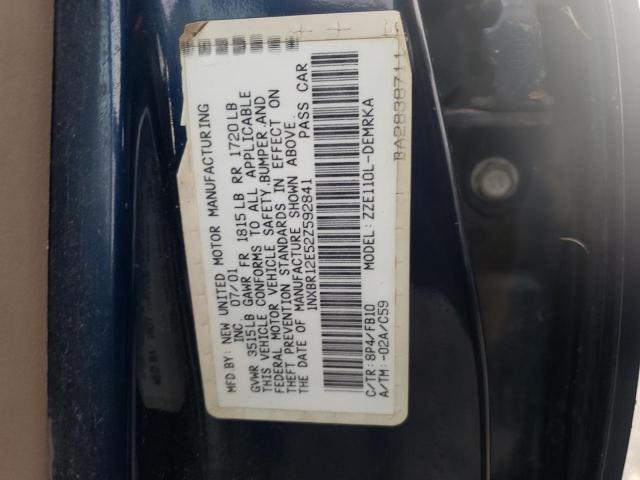 MFD BY: NEW UNITED MOTOR MANUFACTURING
INC 07/01
GVWR 3515LB GAWR FR 1815LB RR 1720LB
THIS VEHICLE CONFORMS TO ALL APPLICABLE
FEDERAL MOTOR VEHICLE SAFETY,BUMPER,AND
THEFT PREVENTION STANDARDS IN EFFECT ON
THE DATE OF MANUFACTURE SHOWN ABOVE.
1NXBR12E52Z592841 PASS CAR
C/TR: 8P4/FB10 MODEL: ZZE110L-DEMRKA
A/TM: -02A/C59
BA2838711